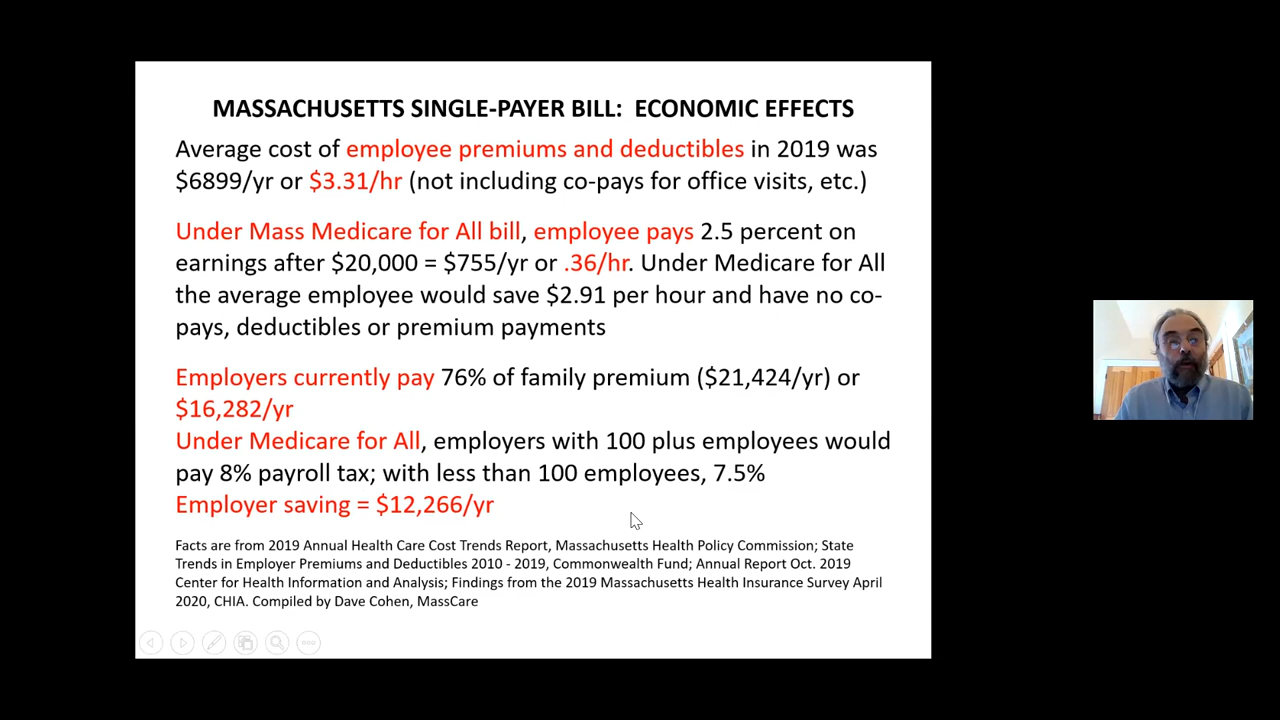 MASSACHUSETTS SINGLE-PAYER BILL:  ECONOMIC EFFECTS
Average cost of employee premiums and deductibles in 2019 was
$6899/yr or $3.31/hr (not including co-pays for office visits, etc.)
Under Mass Medicare for All bill, employee pays 2.5 percent on
earnings after $20,000 = $755/yr or .36/hr. Under Medicare for All
the average employee would save $2.91 per hour and have no co-
pays, deductibles or premium payments
Employers currently pay 76% of family premium ($21,424/yr) or
$16,282/yr
Under Medicare for All, employers with 100 plus employees would
pay 8% payroll tax; with less than 100 employees, 7.5%
Employer saving = $12,266/yr
Facts are from 2019 Annual Health Care Cost Trends Report, Massachusetts Health Policy Commission; State
Trends in Employer Premiums and Deductibles 2010 - 2019, Commonwealth Fund; Annual Report Oct. 2019
Center for Health Information and Analysis; Findings from the 2019 Massachusetts Health Insurance Survey April
2020, CHIA. Compiled by Dave Cohen, MassCare